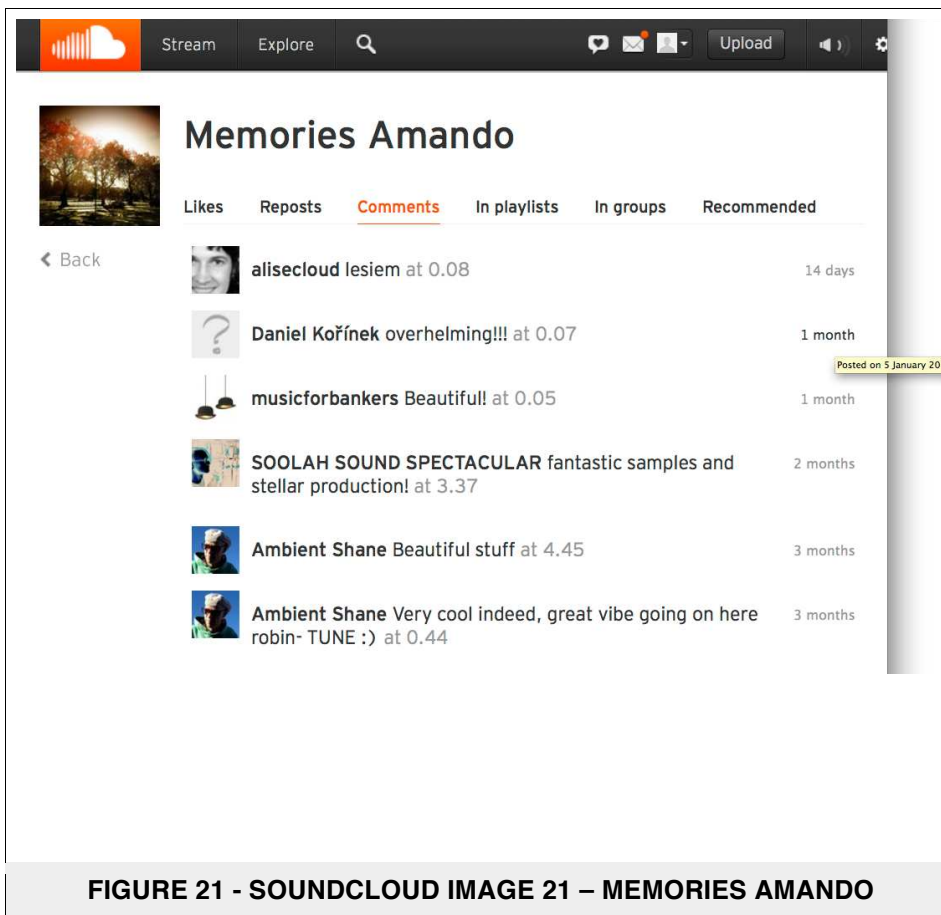 Stream Explore Upload
Memories Amando
Likes Reposts Comments In playlists In groups Recommended
Back
alisecloud lesiem at 0.08 14 days
Daniel Kořínek overhelming!!! at 0.07 1 month
Posted on 5 January 20
musicforbankers Beautiful! at 0.05 1 month
SOOLAH SOUND SPECTACULAR fantastic samples and 2 months
stellar production! at 3.37
Ambient Shane Beautiful stuff at 4.45 3 months
Ambient Shane Very cool indeed, great vibe going on here 3 months
robin- TUNE :) at 0.44
FIGURE 21 - SOUNDCLOUD IMAGE 21 – MEMORIES AMANDO